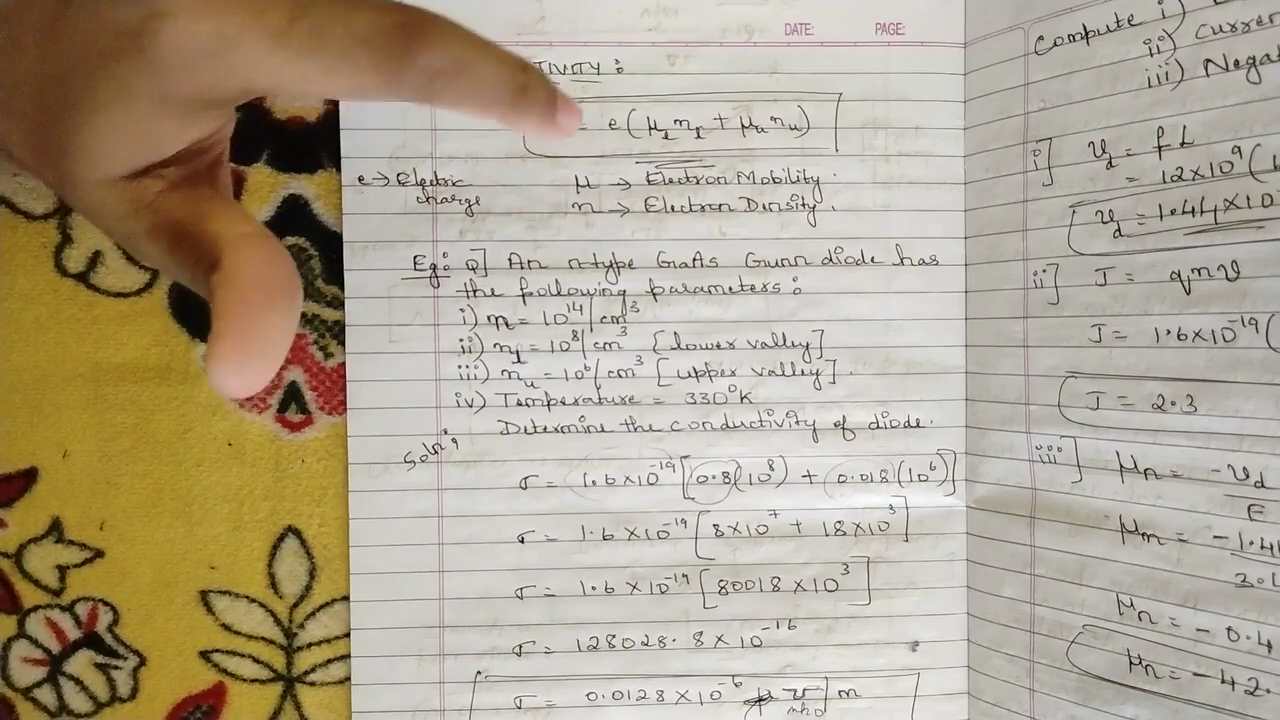 DATE: PAGE:
TIVITY :
= e(μ_l n_l + μ_u n_u)
e → Electric charge
μ → Electron Mobility.
n → Electron Density.
Eg: Q] An n-type GaAs Gunn diode has
the following parameters :
i) n = 10^14/cm^3
ii) n_l = 10^8/cm^3 [lower valley]
iii) n_u = 10^6/cm^3 [upper valley].
iv) Temperature = 330°K
Determine the conductivity of diode.
Soln,
σ = 1.6×10^-19 [0.8(10^8) + 0.018(10^6)]
σ = 1.6×10^-19 [8×10^7 + 18×10^3]
σ = 1.6×10^-19 [80018×10^3]
σ = 128028.8×10^-16
σ = 0.0128×10^-6 ℧/m
mho
Compute i)
ii) Curren
iii) Nega
i] v_d = fL
= 12×10^9 (1
v_d = 1.44×10
ii] J = qnv
J = 1.6×10^-19 (
J = 2.3
iii] μ_n = -v_d
E
μ_n = -1.4
3.
μ_n = -0.4
μ_n = -42.